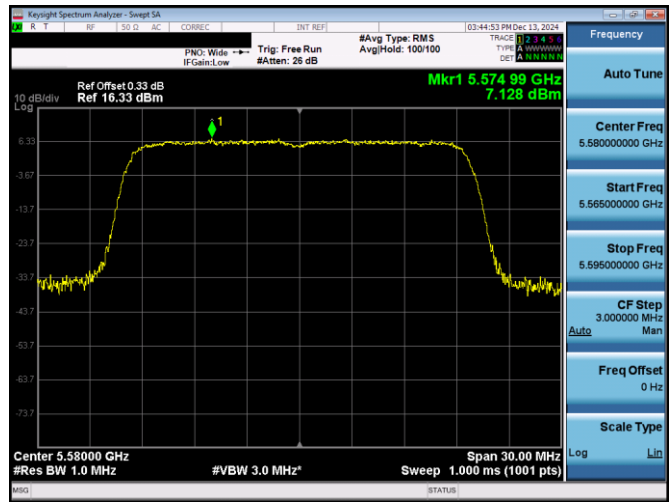 Keysight Spectrum Analyzer - Swept SA
R T RF 50 Ω AC CORREC INT REF 03:44:53 PM Dec 13, 2024
#Avg Type: RMS TRACE 1 2 3 4 5 6
PNO: Wide Trig: Free Run Avg|Hold: 100/100 TYPE A WWWWW
IFGain:Low #Atten: 26 dB DET A NNNNN
Mkr1 5.574 99 GHz
7.128 dBm
Ref Offset 0.33 dB
10 dB/div Ref 16.33 dBm
Log
1
6.33
-3.67
-13.7
-23.7
-33.7
-43.7
-53.7
-63.7
-73.7
Center 5.58000 GHz Span 30.00 MHz
#Res BW 1.0 MHz #VBW 3.0 MHz* Sweep 1.000 ms (1001 pts)
MSG STATUS
Frequency
Auto Tune
Center Freq
5.580000000 GHz
Start Freq
5.565000000 GHz
Stop Freq
5.595000000 GHz
CF Step
3.000000 MHz
Auto Man
Freq Offset
0 Hz
Scale Type
Log Lin